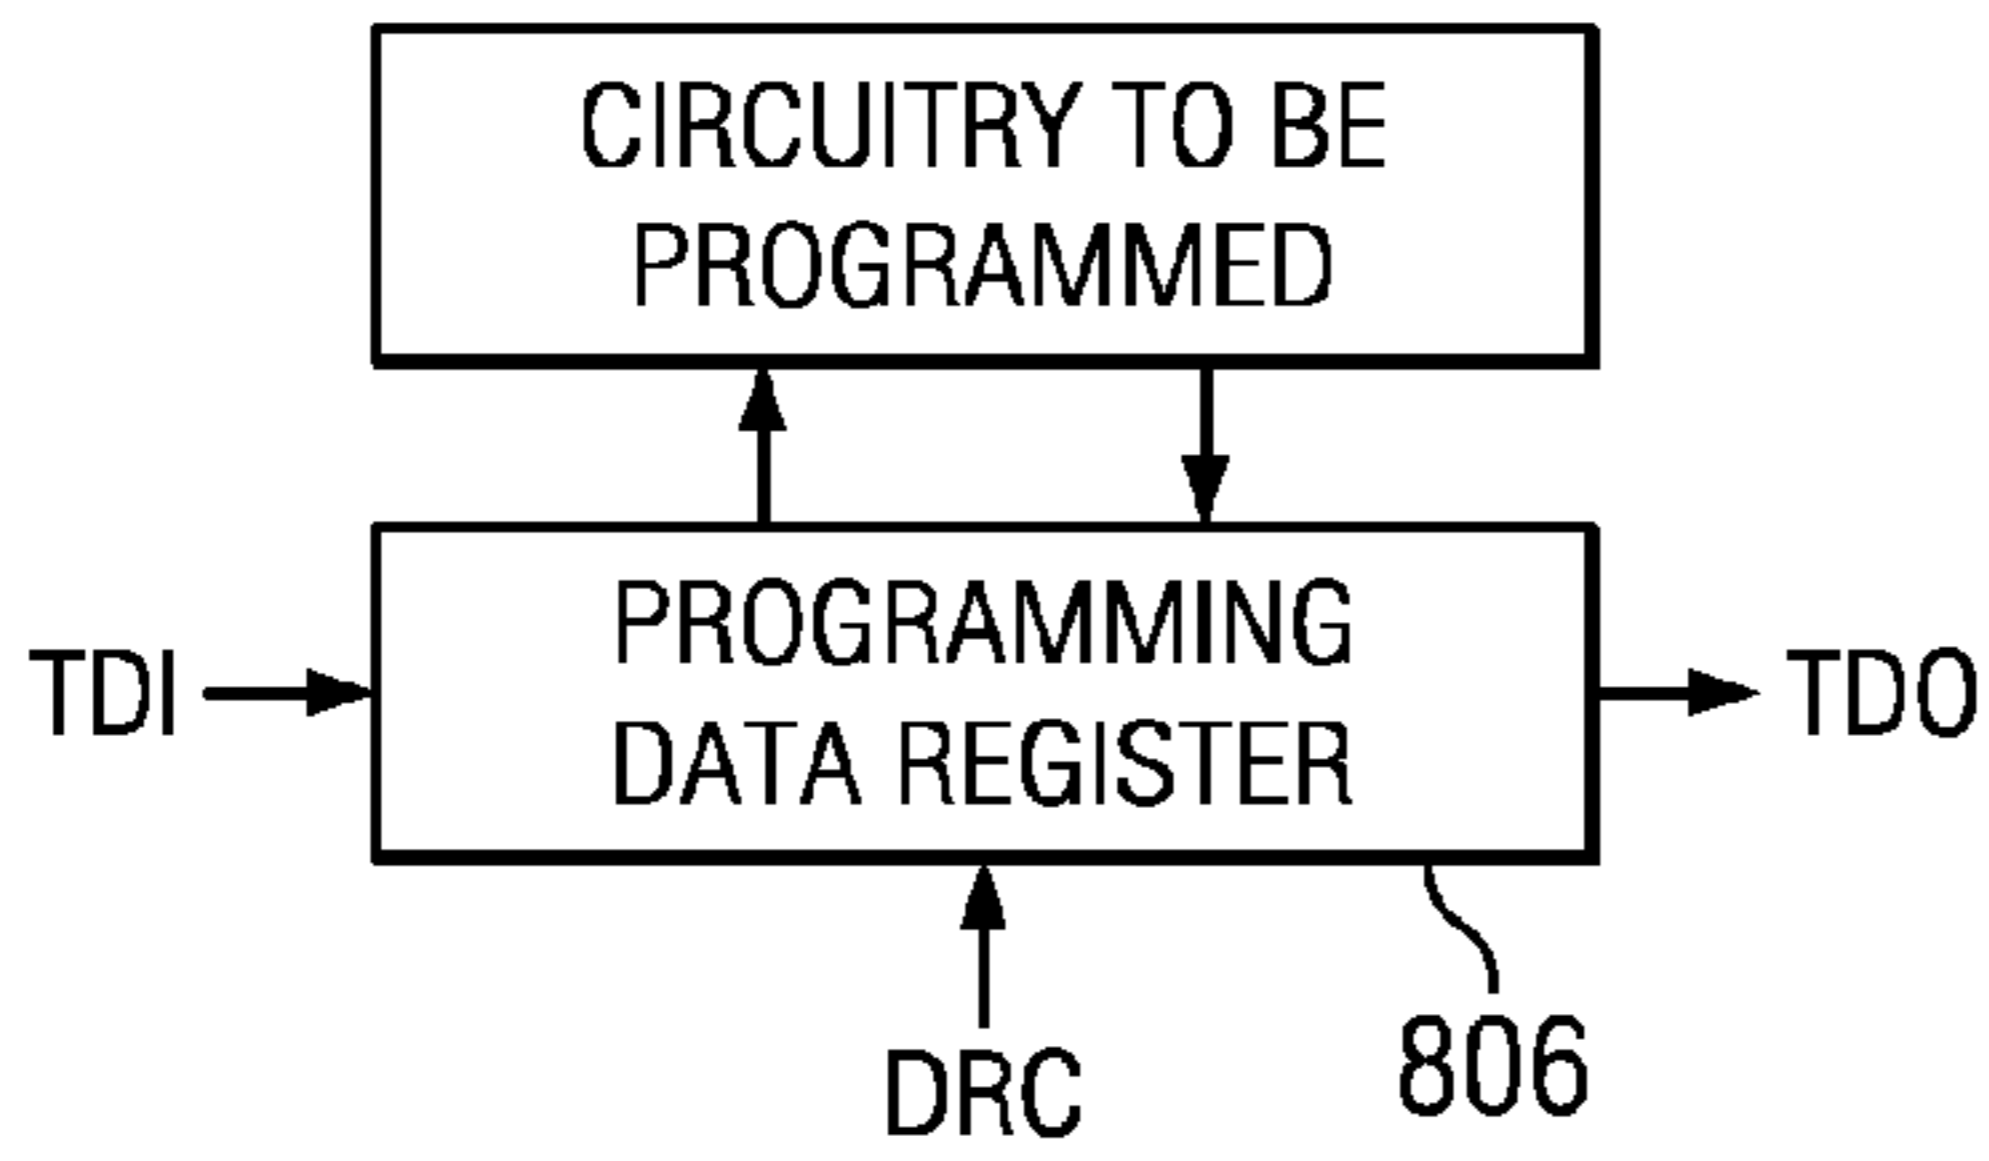 CIRCUITRY TO BE
PROGRAMMED
PROGRAMMING
DATA REGISTER
TDI
TDO
DRC
806